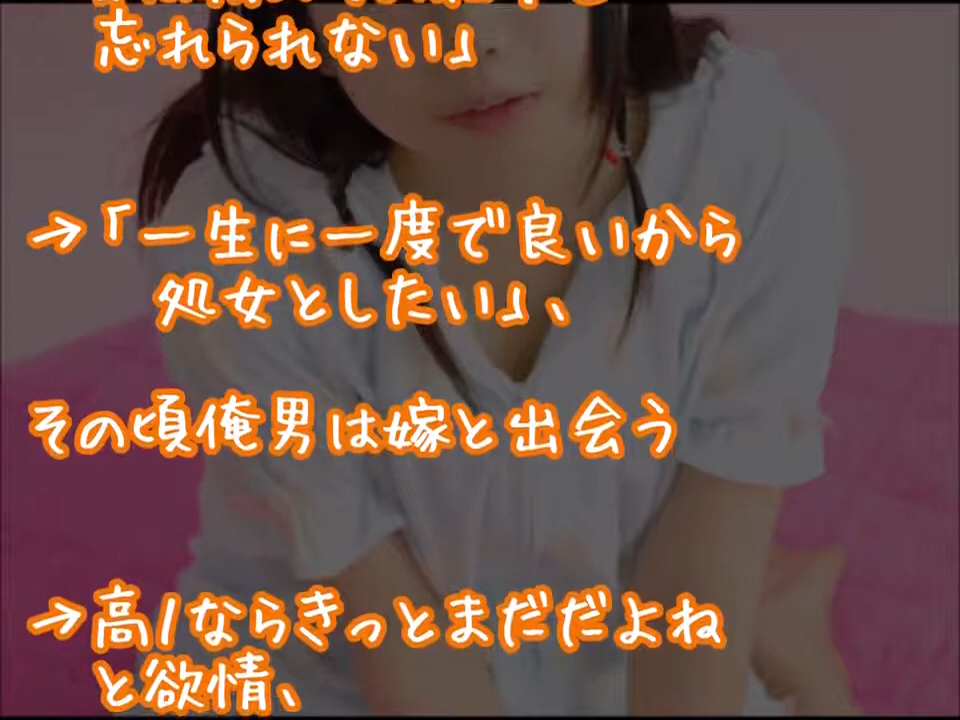 忘れられない」
→「一生に一度で良いから
処女としたい」、
その頃俺男は嫁と出会う
→高1ならきっとまだだよね
と欲情、